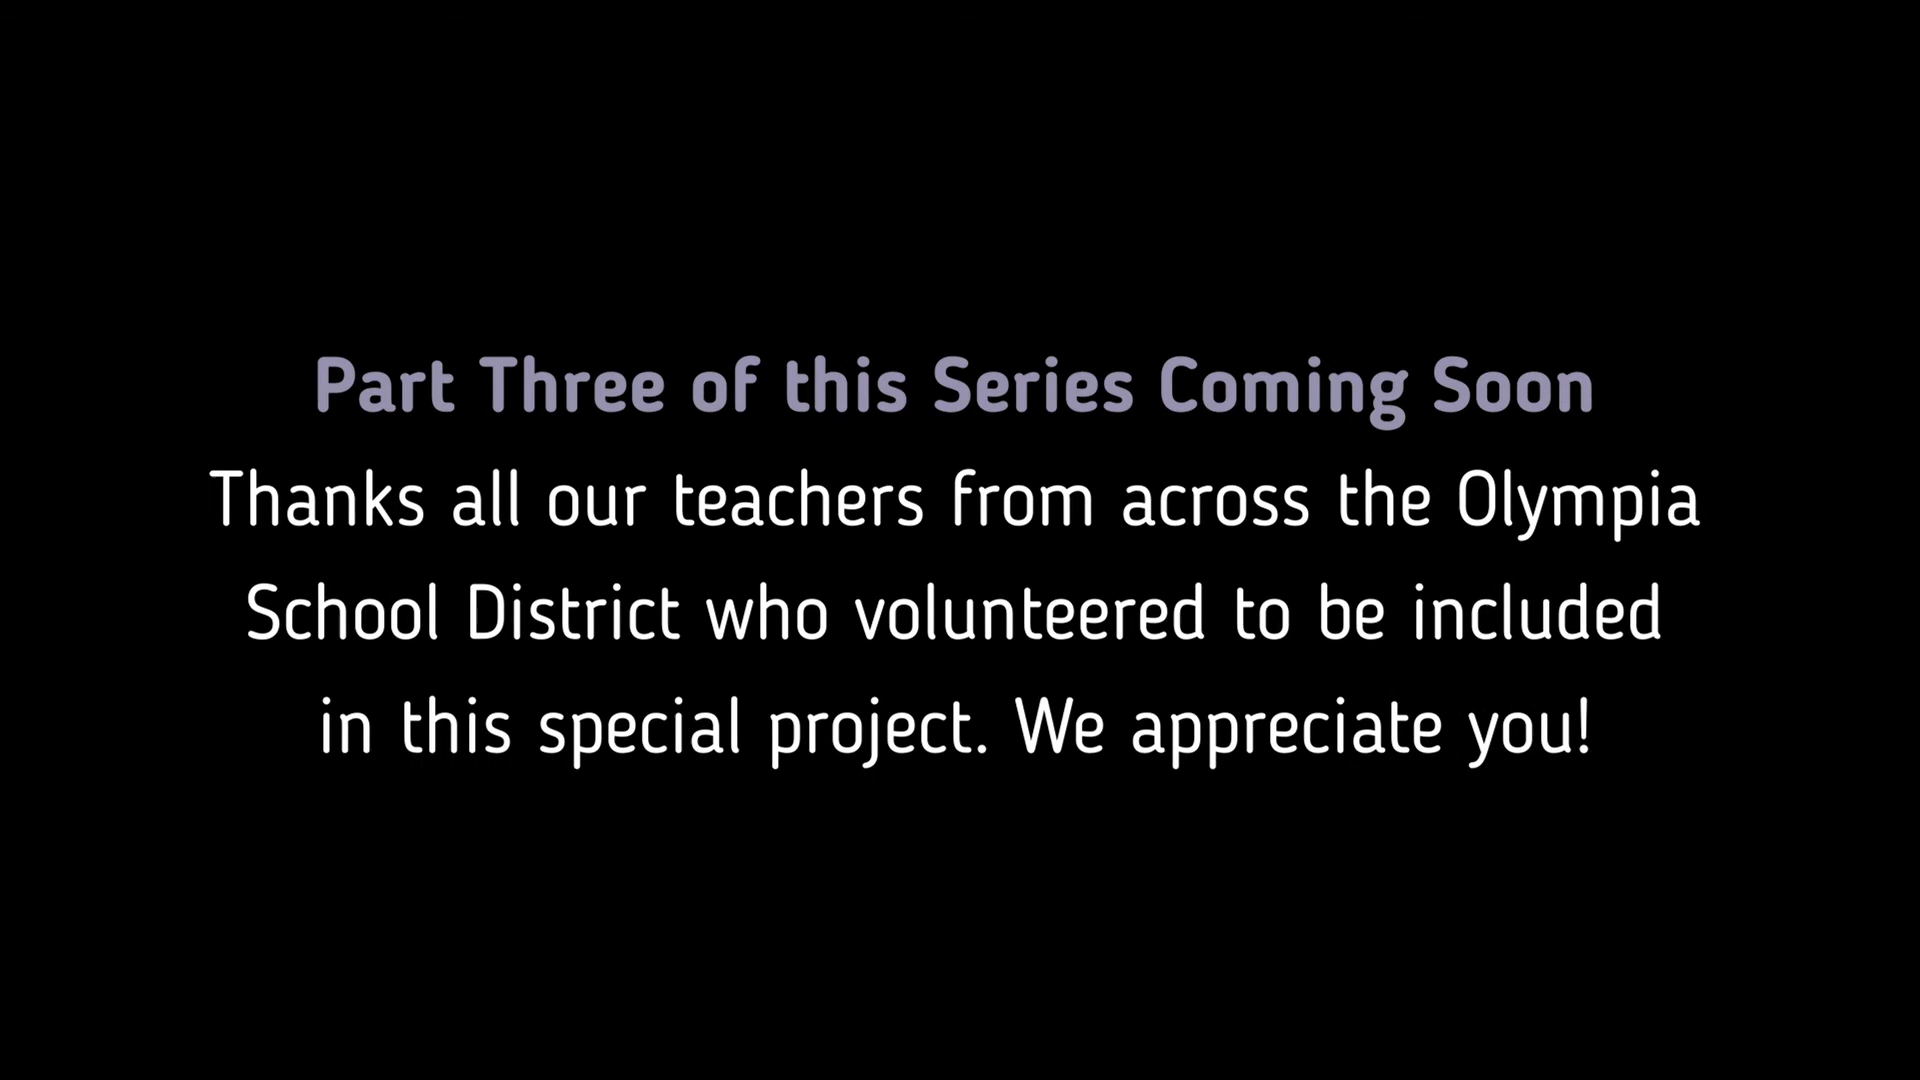 Part Three of this Series Coming Soon
Thanks all our teachers from across the Olympia
School District who volunteered to be included
in this special project. We appreciate you!